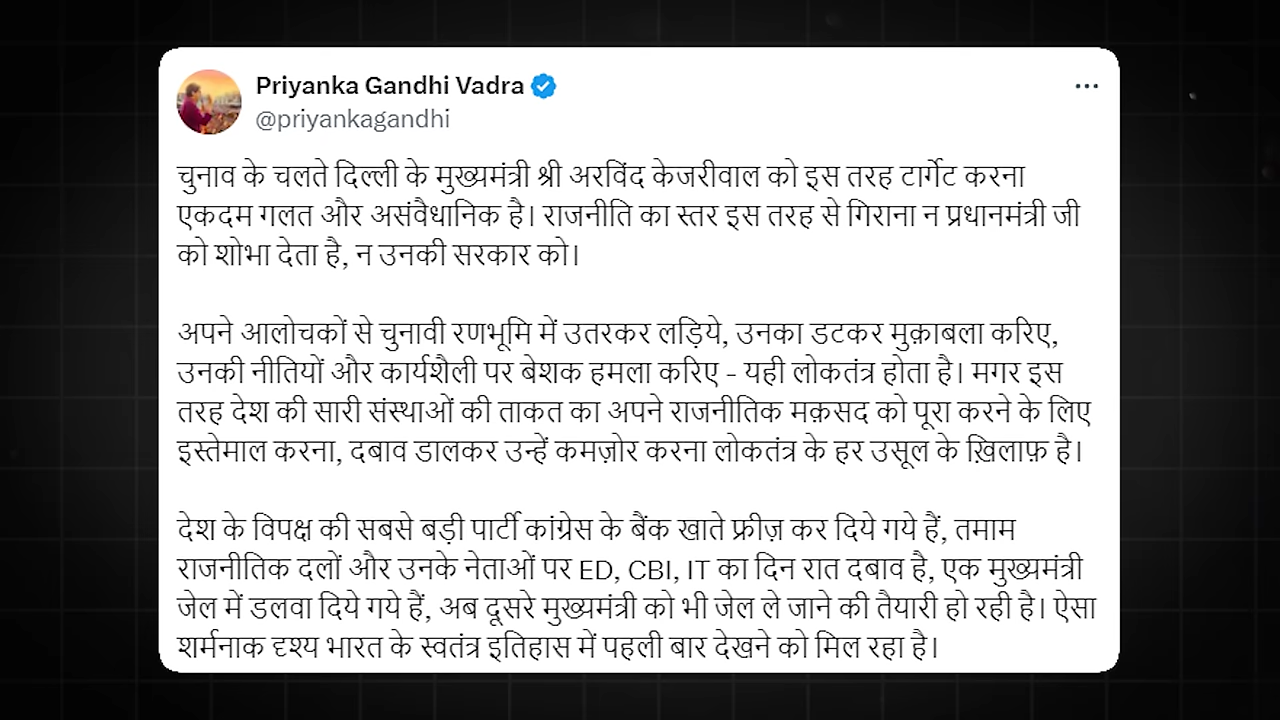 Priyanka Gandhi Vadra
@priyankagandhi
चुनाव के चलते दिल्ली के मुख्यमंत्री श्री अरविंद केजरीवाल को इस तरह टार्गेट करना
एकदम गलत और असंवैधानिक है। राजनीति का स्तर इस तरह से गिराना न प्रधानमंत्री जी
को शोभा देता है, न उनकी सरकार को।
अपने आलोचकों से चुनावी रणभूमि में उतरकर लड़िये, उनका डटकर मुक़ाबला करिए,
उनकी नीतियों और कार्यशैली पर बेशक हमला करिए - यही लोकतंत्र होता है। मगर इस
तरह देश की सारी संस्थाओं की ताकत का अपने राजनीतिक मक़सद को पूरा करने के लिए
इस्तेमाल करना, दबाव डालकर उन्हें कमज़ोर करना लोकतंत्र के हर उसूल के ख़िलाफ़ है।
देश के विपक्ष की सबसे बड़ी पार्टी कांग्रेस के बैंक खाते फ्रीज़ कर दिये गये हैं, तमाम
राजनीतिक दलों और उनके नेताओं पर ED, CBI, IT का दिन रात दबाव है, एक मुख्यमंत्री
जेल में डलवा दिये गये हैं, अब दूसरे मुख्यमंत्री को भी जेल ले जाने की तैयारी हो रही है। ऐसा
शर्मनाक दृश्य भारत के स्वतंत्र इतिहास में पहली बार देखने को मिल रहा है।